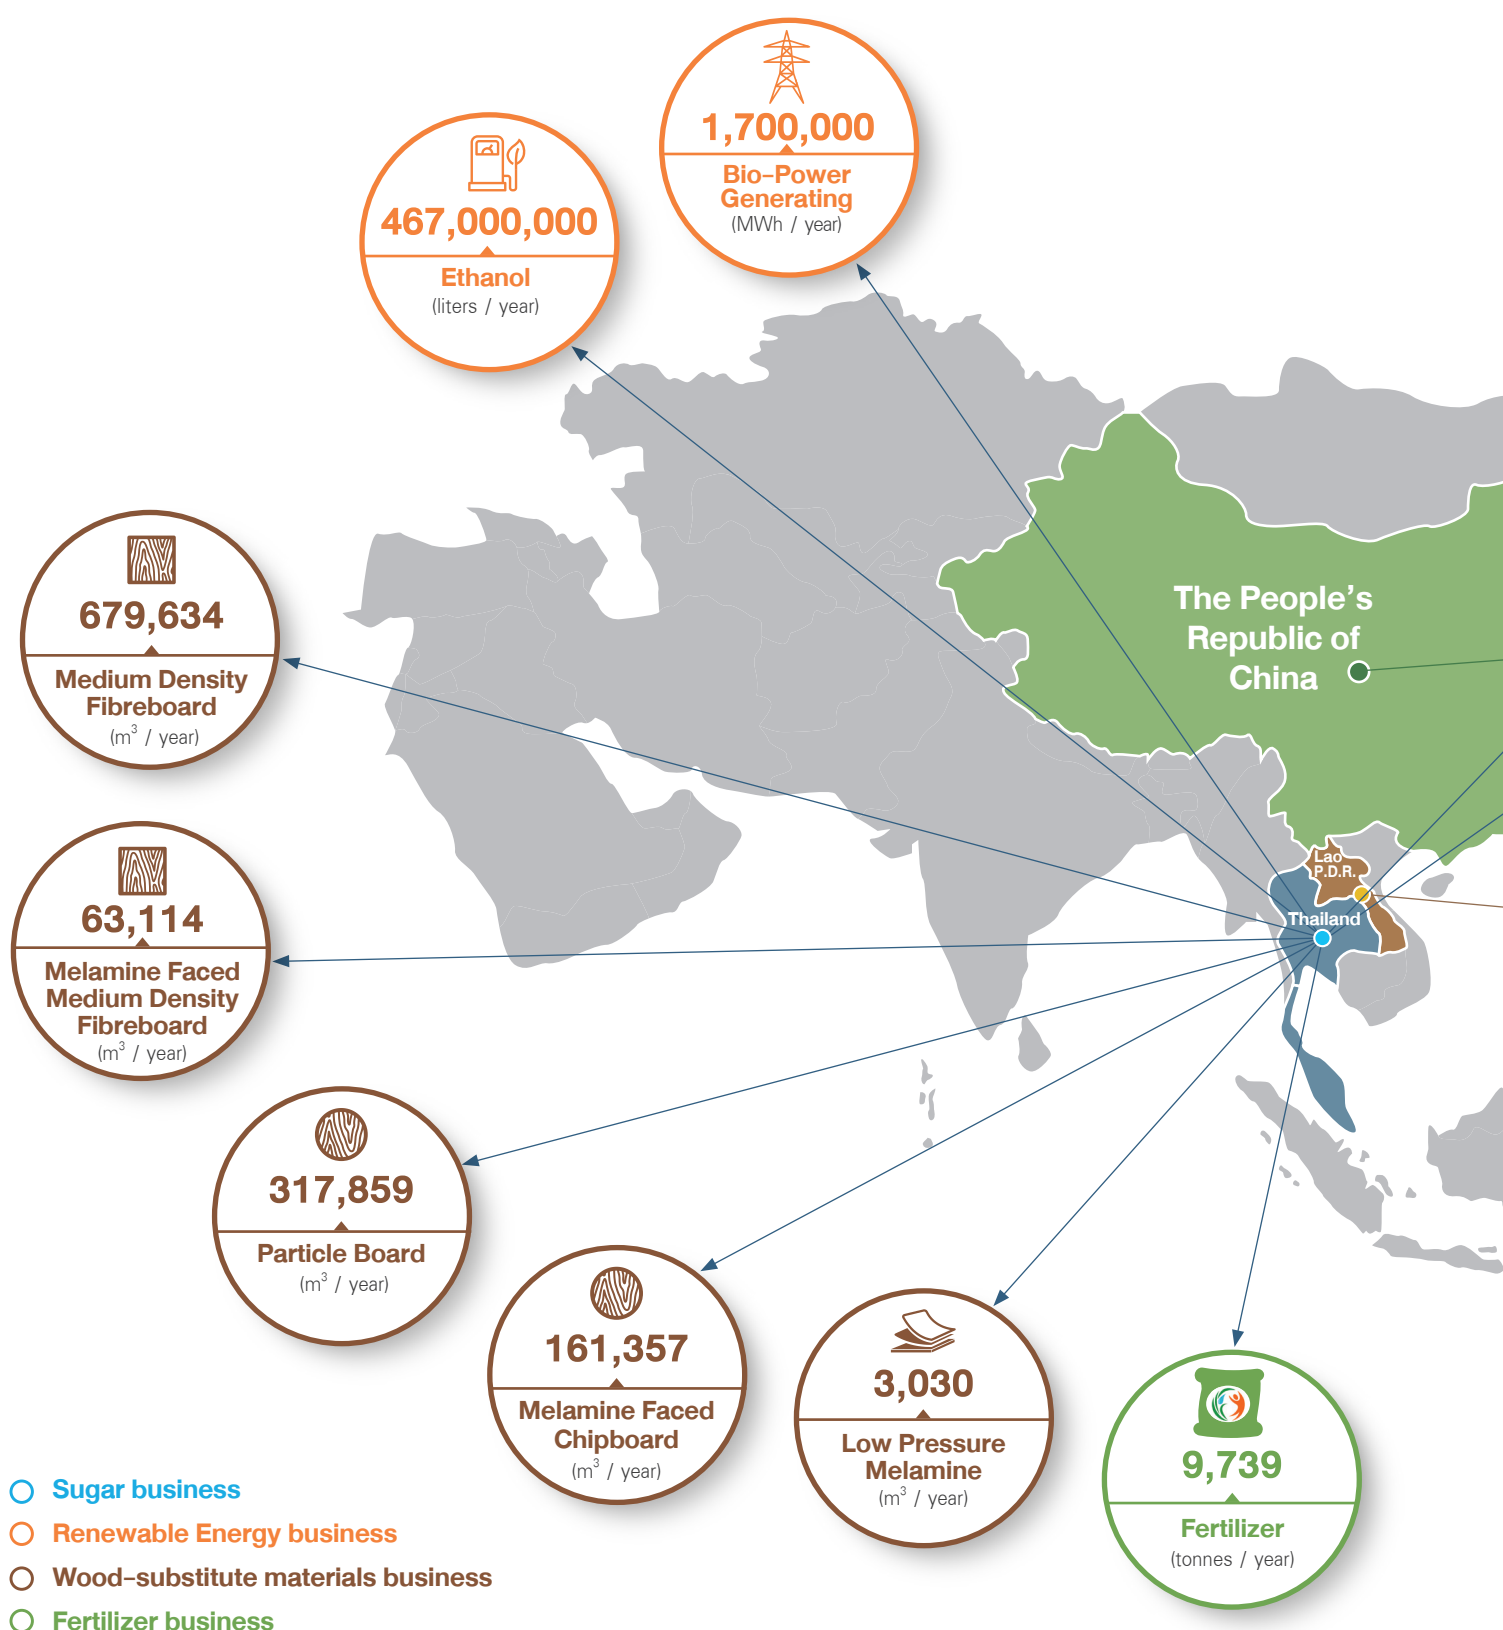 1,700,000
Bio-Power
Generating
(MWh / year)
467,000,000
Ethanol
(liters / year)
679,634
Medium Density
Fibreboard
(m³ / year)
The People's
Republic of
China
Lao
P.D.R.
Thailand
63,114
Melamine Faced
Medium Density
Fibreboard
(m³ / year)
317,859
Particle Board
(m³ / year)
161,357
Melamine Faced
Chipboard
(m³ / year)
3,030
Low Pressure
Melamine
(m³ / year)
9,739
Fertilizer
(tonnes / year)
Sugar business
Renewable Energy business
Wood-substitute materials business
Fertilizer business